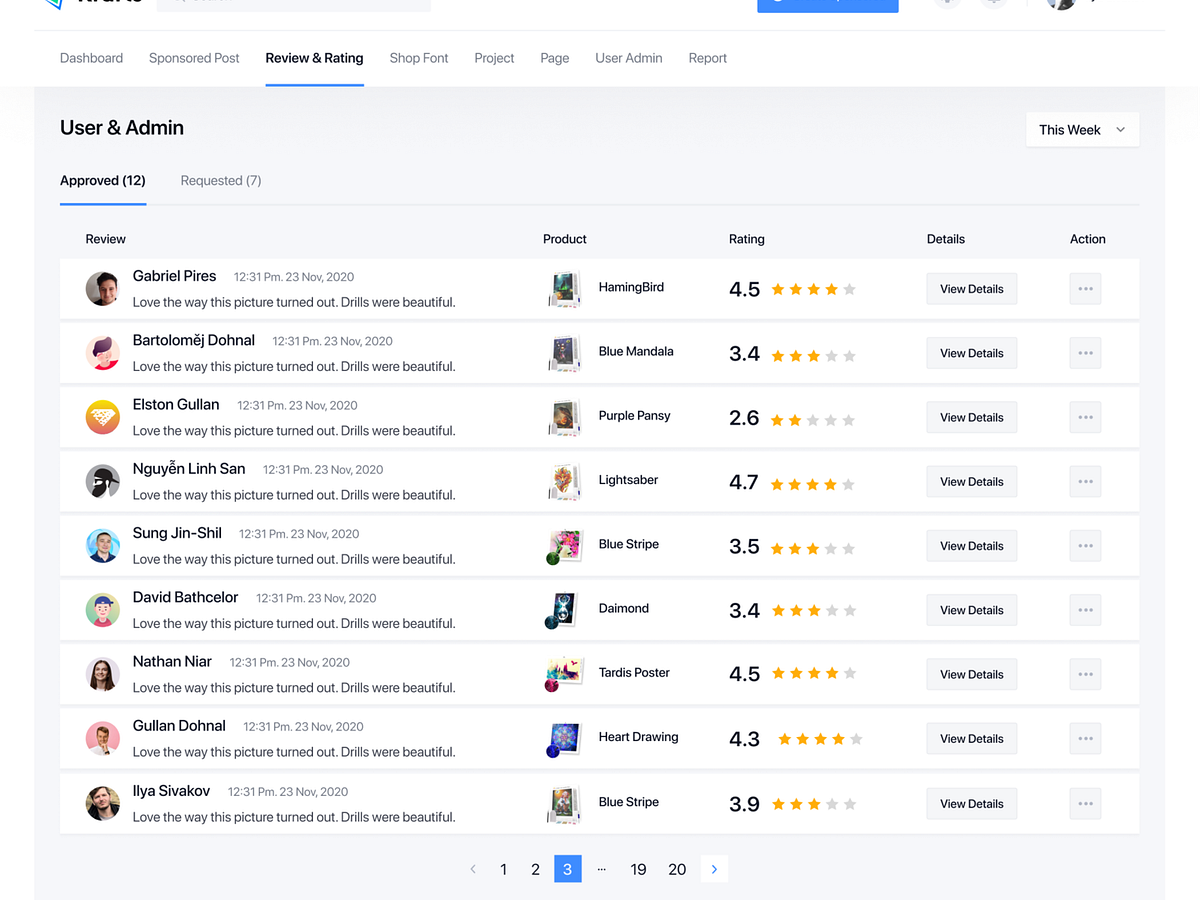 Dashboard Sponsored Post Review & Rating Shop Font Project Page User Admin Report
User & Admin
This Week
Approved (12) Requested (7)
Review Product Rating Details Action
Gabriel Pires 12:31 Pm. 23 Nov, 2020
Love the way this picture turned out. Drills were beautiful.
HamingBird
4.5
View Details
Bartoloměj Dohnal 12:31 Pm. 23 Nov, 2020
Love the way this picture turned out. Drills were beautiful.
Blue Mandala
3.4
View Details
Elston Gullan 12:31 Pm. 23 Nov, 2020
Love the way this picture turned out. Drills were beautiful.
Purple Pansy
2.6
View Details
Nguyễn Linh San 12:31 Pm. 23 Nov, 2020
Love the way this picture turned out. Drills were beautiful.
Lightsaber
4.7
View Details
Sung Jin-Shil 12:31 Pm. 23 Nov, 2020
Love the way this picture turned out. Drills were beautiful.
Blue Stripe
3.5
View Details
David Bathcelor 12:31 Pm. 23 Nov, 2020
Love the way this picture turned out. Drills were beautiful.
Daimond
3.4
View Details
Nathan Niar 12:31 Pm. 23 Nov, 2020
Love the way this picture turned out. Drills were beautiful.
Tardis Poster
4.5
View Details
Gullan Dohnal 12:31 Pm. 23 Nov, 2020
Love the way this picture turned out. Drills were beautiful.
Heart Drawing
4.3
View Details
Ilya Sivakov 12:31 Pm. 23 Nov, 2020
Love the way this picture turned out. Drills were beautiful.
Blue Stripe
3.9
View Details
1 2 3 ... 19 20